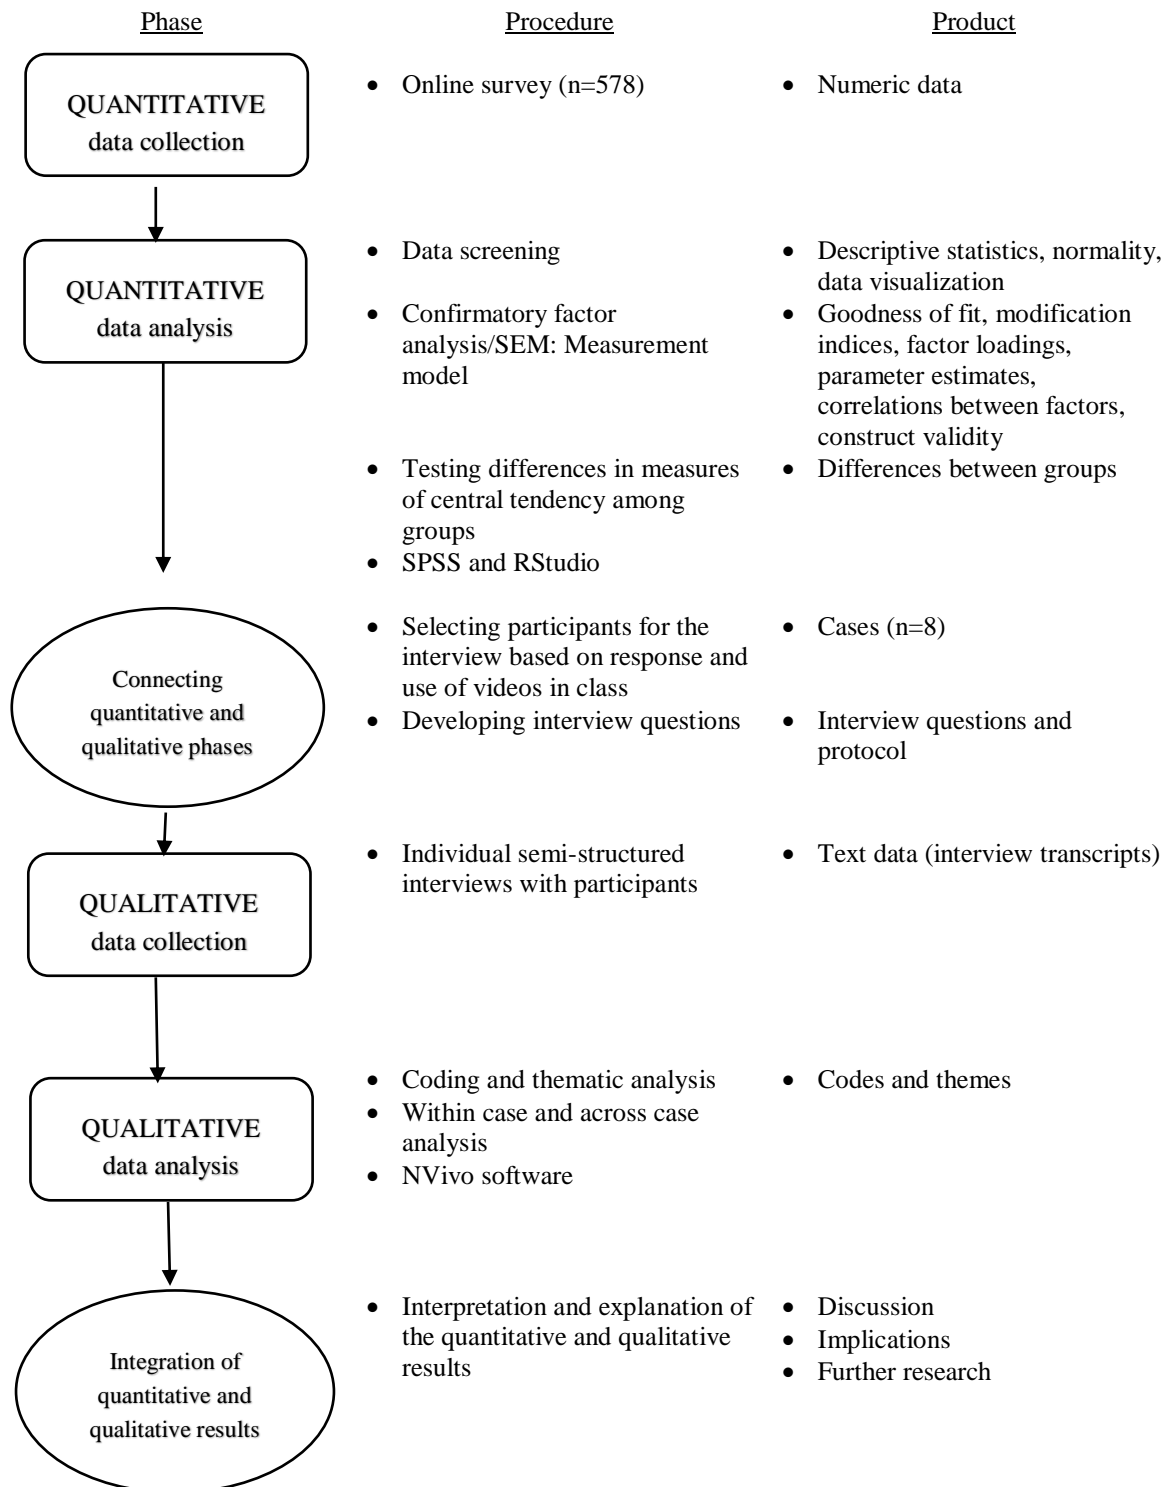 Phase Procedure Product
QUANTITATIVE
data collection
• Online survey (n=578)
• Numeric data
QUANTITATIVE
data analysis
• Data screening
• Confirmatory factor
analysis/SEM: Measurement
model
• Testing differences in measures
of central tendency among
groups
• SPSS and RStudio
• Descriptive statistics, normality,
data visualization
• Goodness of fit, modification
indices, factor loadings,
parameter estimates,
correlations between factors,
construct validity
• Differences between groups
Connecting
quantitative and
qualitative phases
• Selecting participants for the
interview based on response and
use of videos in class
• Developing interview questions
• Cases (n=8)
• Interview questions and
protocol
QUALITATIVE
data collection
• Individual semi-structured
interviews with participants
• Text data (interview transcripts)
QUALITATIVE
data analysis
• Coding and thematic analysis
• Within case and across case
analysis
• NVivo software
• Codes and themes
Integration of
quantitative and
qualitative results
• Interpretation and explanation of
the quantitative and qualitative
results
• Discussion
• Implications
• Further research